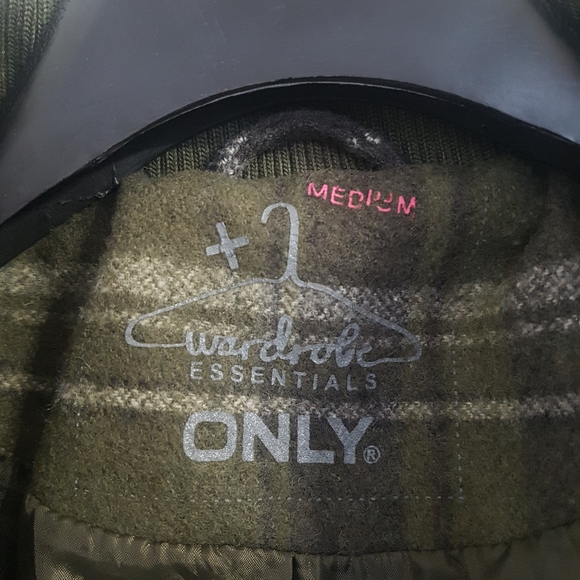 MEDIUM
+
wardrobe
ESSENTIALS
ONLY®